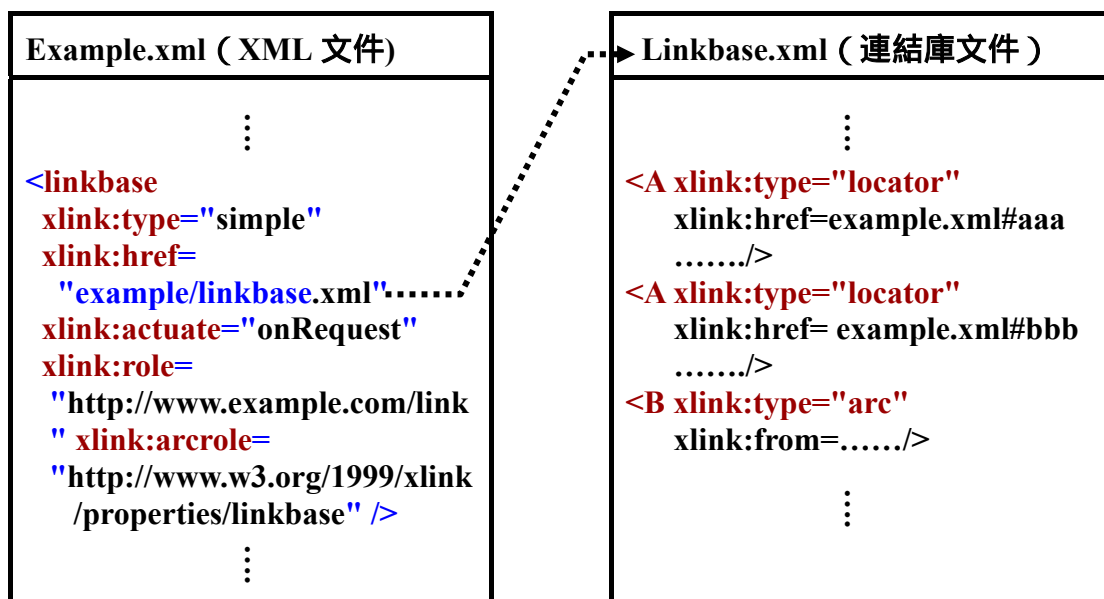 Example.xml（XML 文件)
⋮
<linkbase
xlink:type="simple"
xlink:href=
"example/linkbase.xml"
xlink:actuate="onRequest"
xlink:role=
"http://www.example.com/link
" xlink:arcrole=
"http://www.w3.org/1999/xlink
/properties/linkbase" />
⋮
Linkbase.xml（連結庫文件）
⋮
<A xlink:type="locator"
xlink:href=example.xml#aaa
……./>
<A xlink:type="locator"
xlink:href= example.xml#bbb
……./>
<B xlink:type="arc"
xlink:from=……/>
⋮